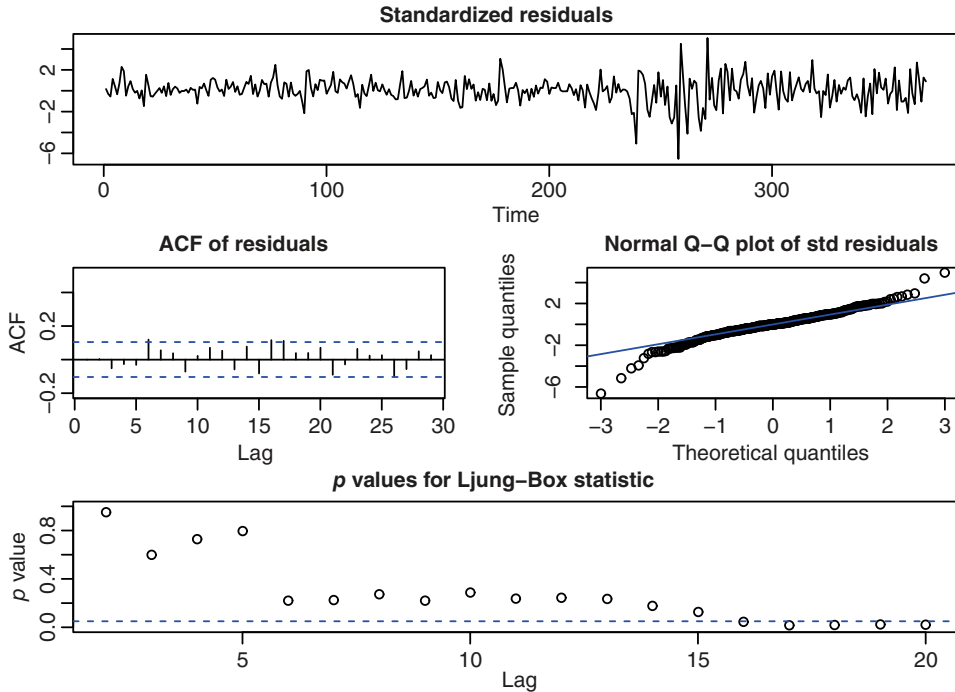 Standardized residuals
2
−2
−6
0 100 200 300
Time
ACF of residuals
ACF
0.2
−0.2
0 5 10 15 20 25 30
Lag
Normal Q−Q plot of std residuals
Sample quantiles
2
−2
−6
−3 −2 −1 0 1 2 3
Theoretical quantiles
p values for Ljung−Box statistic
p value
0.8
0.4
0.0
5 10 15 20
Lag